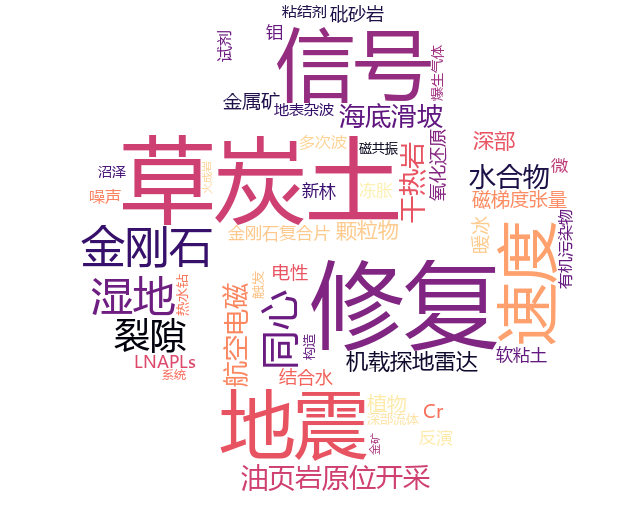 粘结剂
砒砂岩
试剂
钼
信号
爆生气体
金属矿
地表杂波
海底滑坡
草炭土
多次波
磁共振
干热岩
氧化还原
深部
水合物
微
沼泽
噪声
火成岩
新林
冻胀
磁梯度张量
金刚石
金刚石复合片
颗粒物
暖水
速度
有机污染物
湿地
热水钻
航空电磁
触发
电性
同心
修复
裂隙
构造
机载探地雷达
软粘土
LNAPLs
系统
结合水
地震
植物
深部流体
Cr
反演
金矿
油页岩原位开采